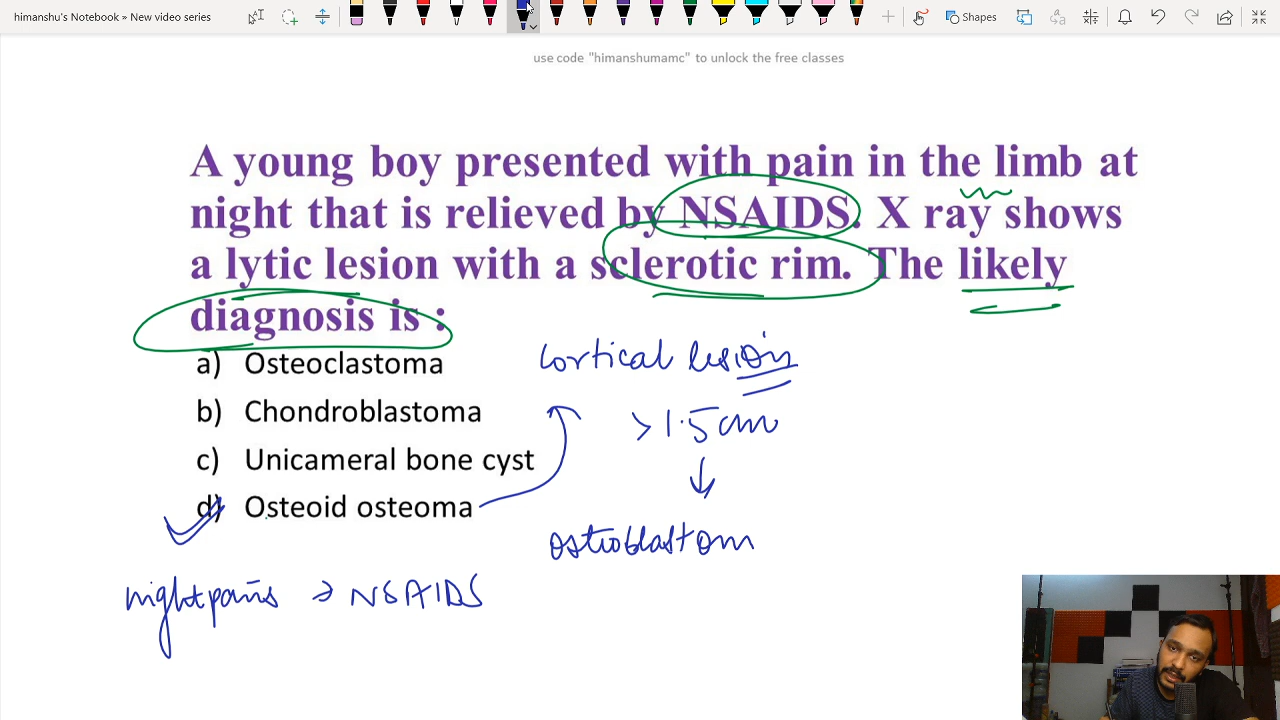 himanshu's Notebook » New video series
Shapes
use code "himanshumamc" to unlock the free classes
A young boy presented with pain in the limb at
night that is relieved by NSAIDS. X ray shows
a lytic lesion with a sclerotic rim. The likely
diagnosis is :
a) Osteoclastoma
b) Chondroblastoma
c) Unicameral bone cyst
d) Osteoid osteoma
cortical lesion
>1.5cm
↓
osteoblastom
night pains → NSAIDS